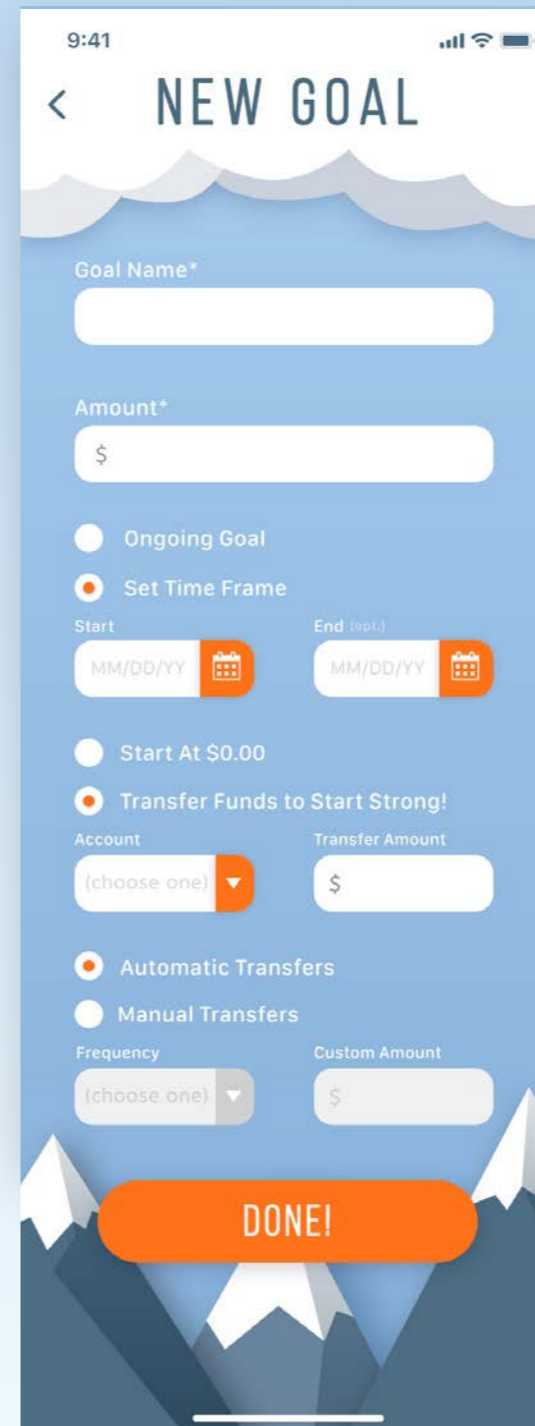 9:41
NEW GOAL
Goal Name*
Amount*
$
Ongoing Goal
Set Time Frame
Start End (opt.)
MM/DD/YY MM/DD/YY
Start At $0.00
Transfer Funds to Start Strong!
Account Transfer Amount
(choose one) $
Automatic Transfers
Manual Transfers
Frequency Custom Amount
(choose one) $
DONE!